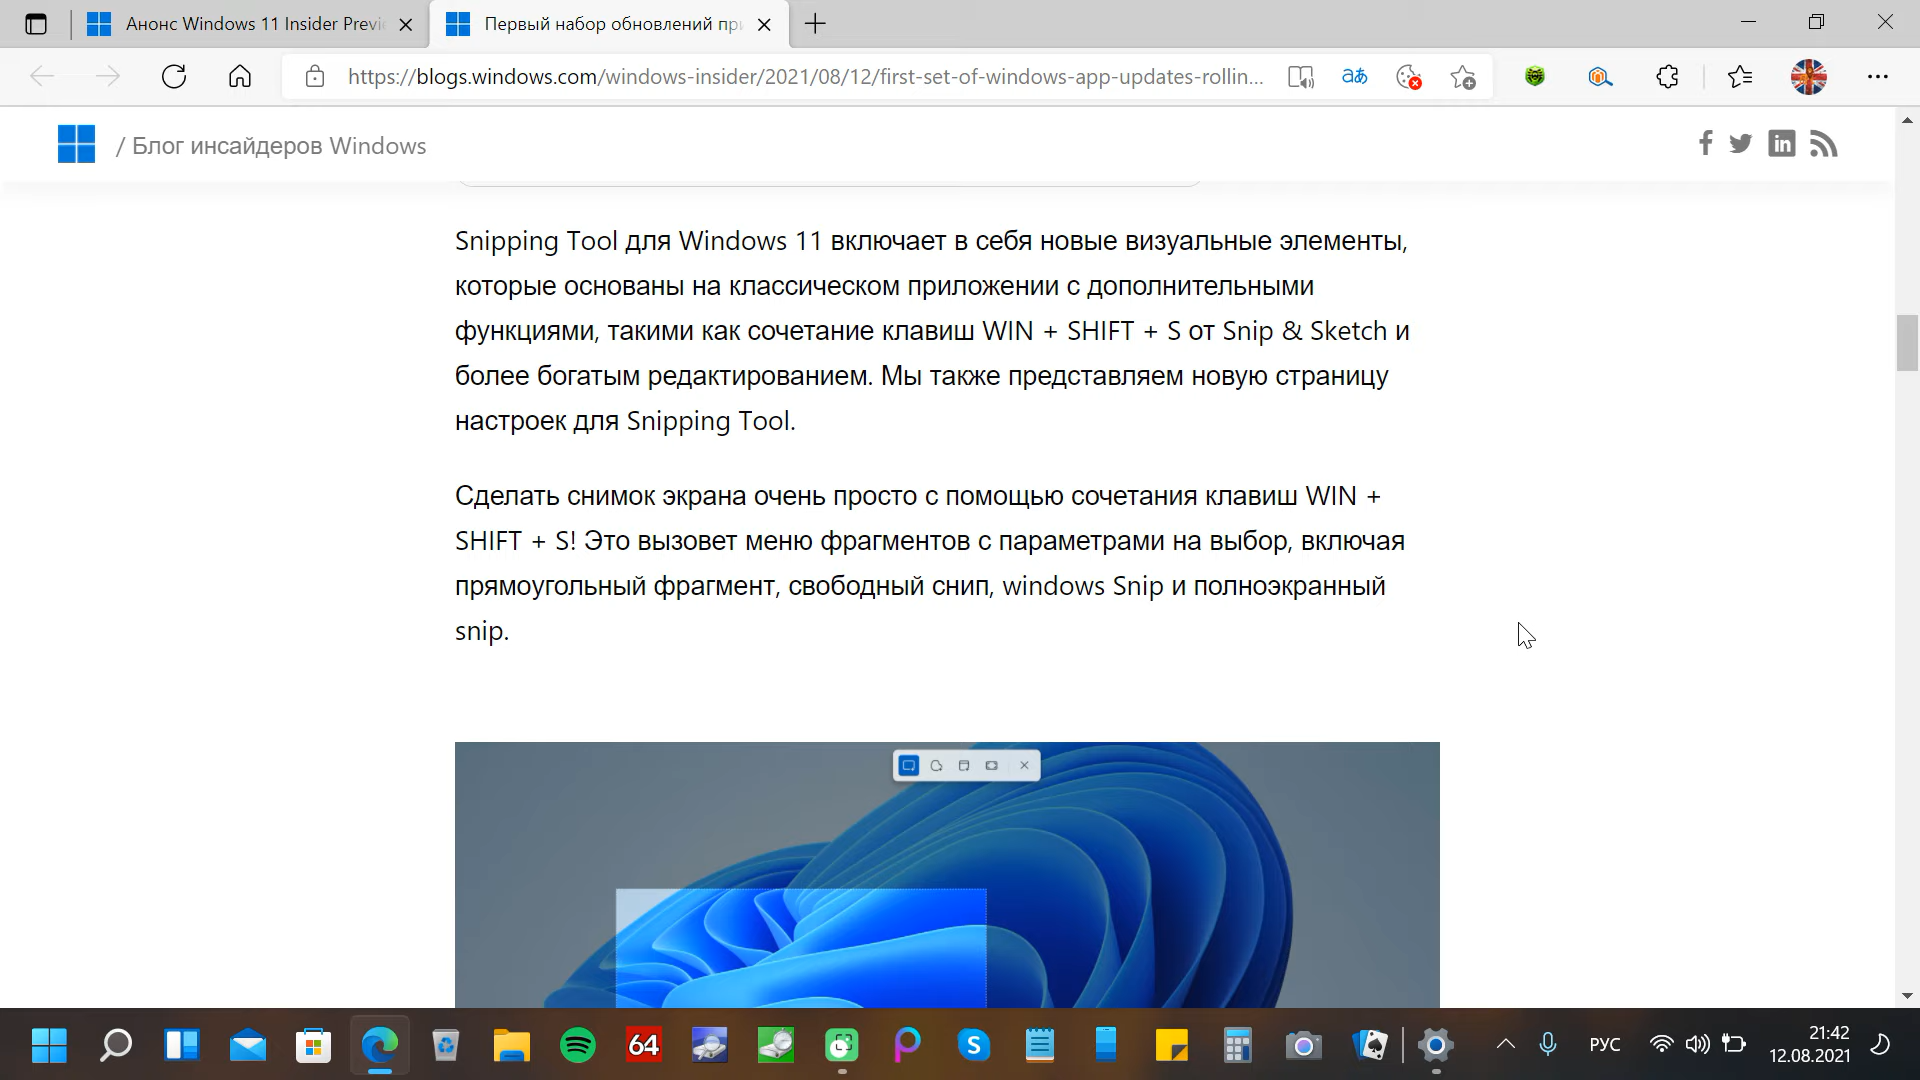 Анонс Windows 11 Insider Previ
Первый набор обновлений пр
https://blogs.windows.com/windows-insider/2021/08/12/first-set-of-windows-app-updates-rollin...
aあ
/ Блог инсайдеров Windows
Snipping Tool для Windows 11 включает в себя новые визуальные элементы,
которые основаны на классическом приложении с дополнительными
функциями, такими как сочетание клавиш WIN + SHIFT + S от Snip & Sketch и
более богатым редактированием. Мы также представляем новую страницу
настроек для Snipping Tool.
Сделать снимок экрана очень просто с помощью сочетания клавиш WIN +
SHIFT + S! Это вызовет меню фрагментов с параметрами на выбор, включая
прямоугольный фрагмент, свободный снип, windows Snip и полноэкранный
snip.
64
РУС
21:42
12.08.2021